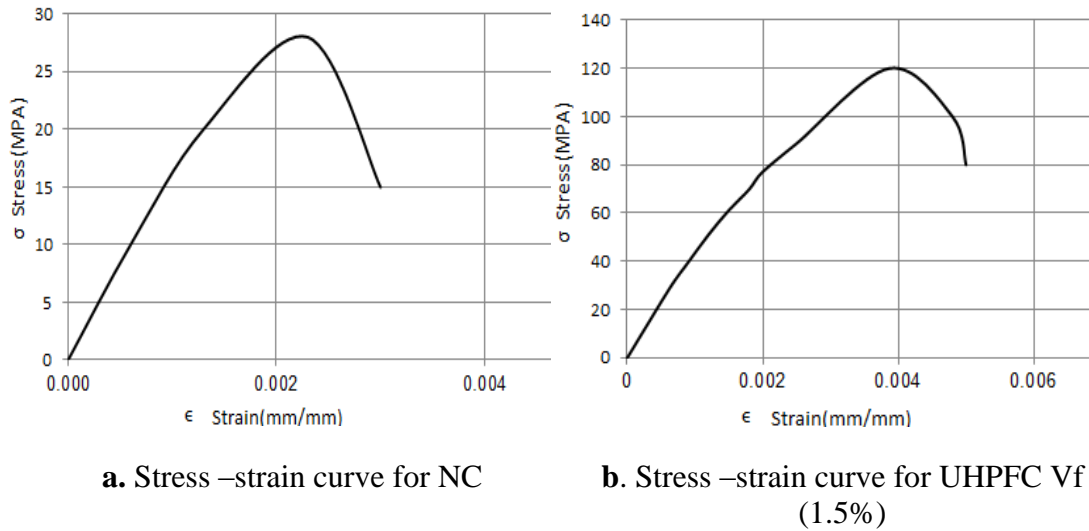 30
25
20
15
10
5
0
σ Stress (MPA)
0.000 0.002 0.004
ϵ Strain(mm/mm)
a. Stress –strain curve for NC
140
120
100
80
60
40
20
0
σ Stress(MPA)
0 0.002 0.004 0.006
ϵ Strain(mm/mm)
b. Stress –strain curve for UHPFC Vf
(1.5%)